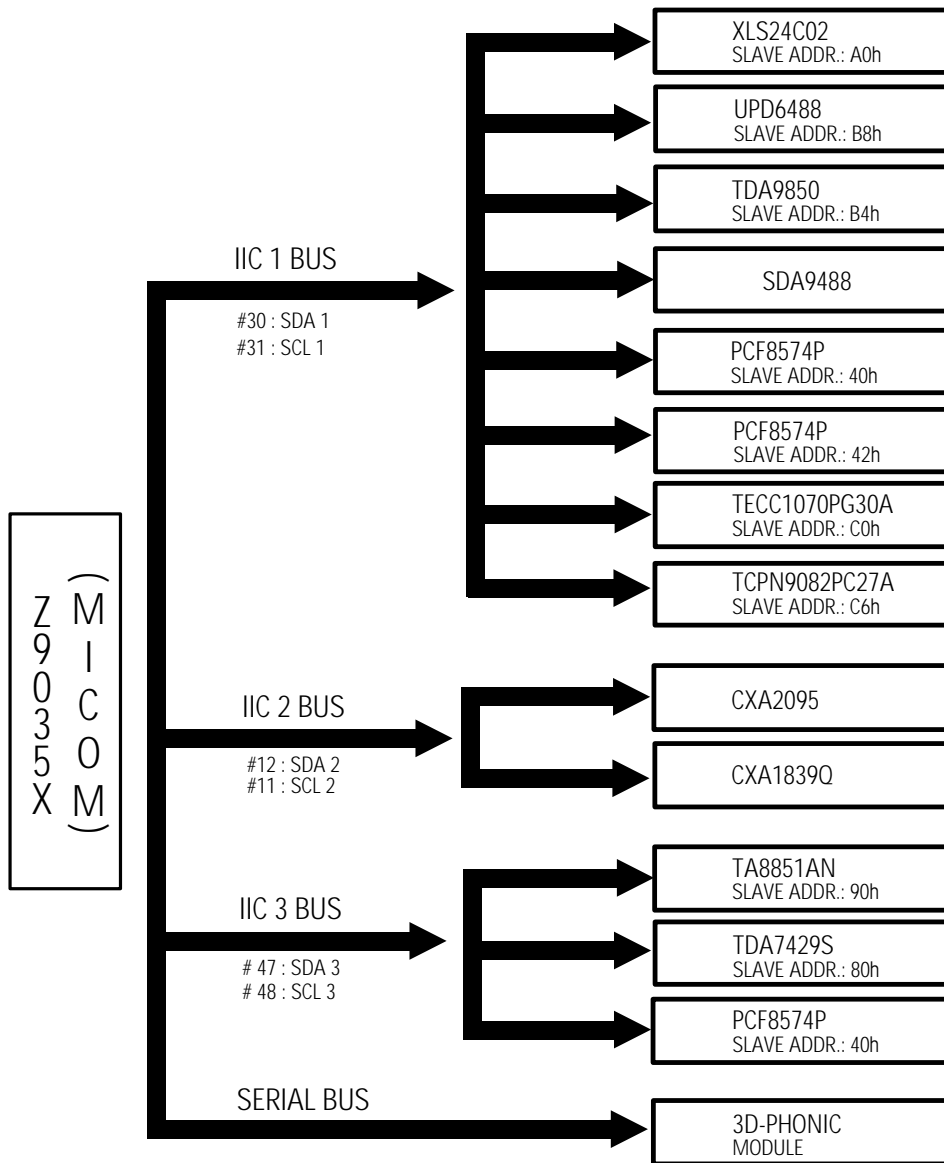 Z9035X
(MICOM)
IIC 1 BUS
#30 : SDA 1
#31 : SCL 1
XLS24C02
SLAVE ADDR.: A0h
UPD6488
SLAVE ADDR.: B8h
TDA9850
SLAVE ADDR.: B4h
SDA9488
PCF8574P
SLAVE ADDR.: 40h
PCF8574P
SLAVE ADDR.: 42h
TECC1070PG30A
SLAVE ADDR.: C0h
TCPN9082PC27A
SLAVE ADDR.: C6h
IIC 2 BUS
#12 : SDA 2
#11 : SCL 2
CXA2095
CXA1839Q
IIC 3 BUS
# 47 : SDA 3
# 48 : SCL 3
TA8851AN
SLAVE ADDR.: 90h
TDA7429S
SLAVE ADDR.: 80h
PCF8574P
SLAVE ADDR.: 40h
SERIAL BUS
3D-PHONIC
MODULE